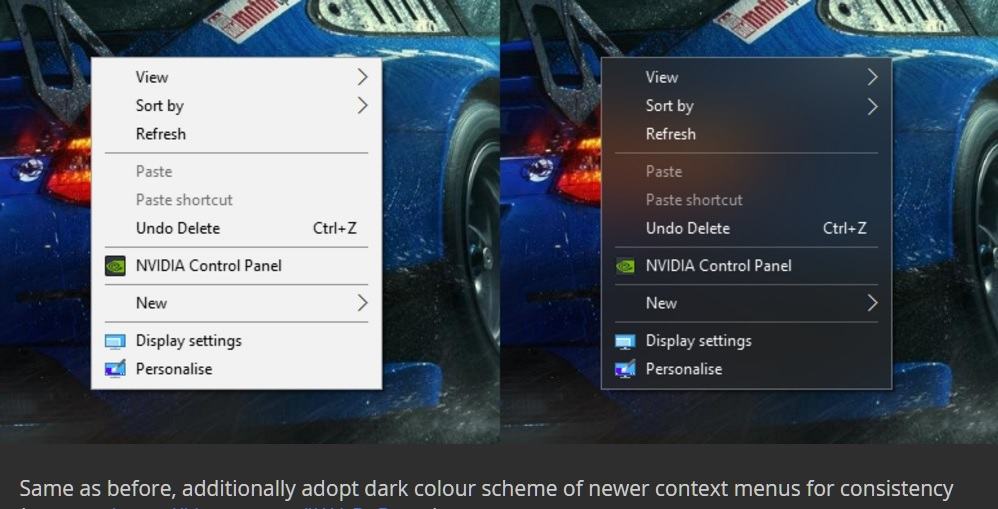 View
Sort by
Refresh
Paste
Paste shortcut
Undo Delete Ctrl+Z
NVIDIA Control Panel
New
Display settings
Personalise
View
Sort by
Refresh
Paste
Paste shortcut
Undo Delete Ctrl+Z
NVIDIA Control Panel
New
Display settings
Personalise
Same as before, additionally adopt dark colour scheme of newer context menus for consistency